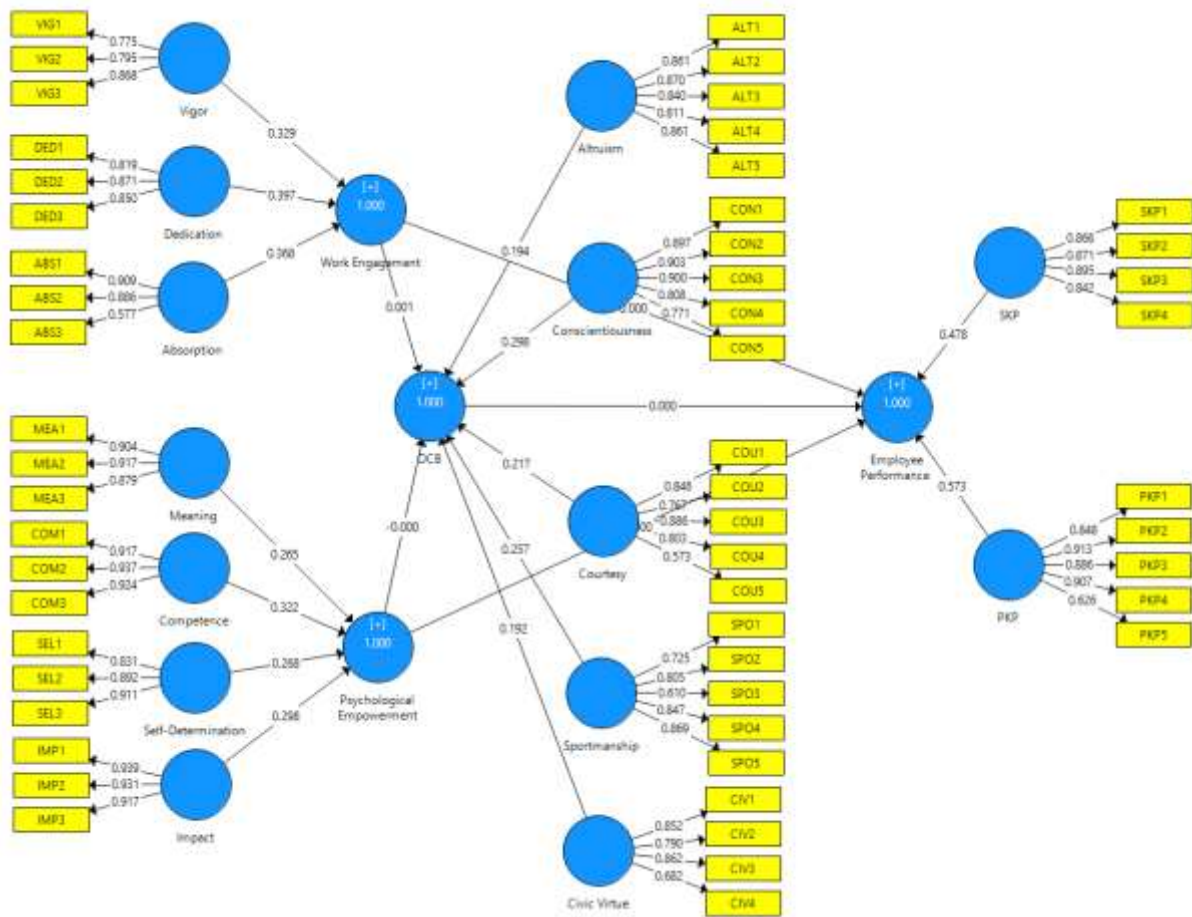 VIG1
0.775
VIG2
0.795
VIG3
0.868
Vigor
0.329
DED1
0.819
DED2
0.871
DED3
Dedication
0.397
ABS1
0.909
ABS2
0.886
ABS3
0.577
Absorption
0.368
[+]
1.000
Work Engagement
0.001
MEA1
0.904
MEA2
0.917
MEA3
0.879
Meaning
0.265
COM1
0.917
COM2
0.937
COM3
0.924
Competence
0.322
SEL1
0.831
SEL2
0.892
SEL3
0.911
Self-Determination
0.268
IMP1
0.939
IMP2
0.931
IMP3
0.917
Impact
0.298
[+]
1.000
Psychological
Empowerment
-0.000
[+]
1.000
OCB
0.000
ALT1
0.861
ALT2
0.870
ALT3
0.840
ALT4
0.811
ALT5
0.861
Altruism
0.194
CON1
0.897
CON2
0.903
CON3
0.900
CON4
0.808
CON5
0.771
Conscientiousness
0.000
0.298
COU1
0.848
COU2
0.767
COU3
0.886
COU4
0.803
COU5
0.573
Courtesy
0.217
SPO1
0.725
SPO2
0.805
SPO3
0.610
SPO4
0.847
SPO5
0.869
Sportmanship
0.257
CIV1
0.852
CIV2
0.790
CIV3
0.862
CIV4
0.682
Civic Virtue
0.192
SKP1
0.866
SKP2
0.871
SKP3
0.895
SKP4
0.842
SKP
0.478
[+]
1.000
Employee
Performance
0.573
PKP1
0.848
PKP2
0.913
PKP3
0.886
PKP4
0.907
PKP5
0.626
PKP